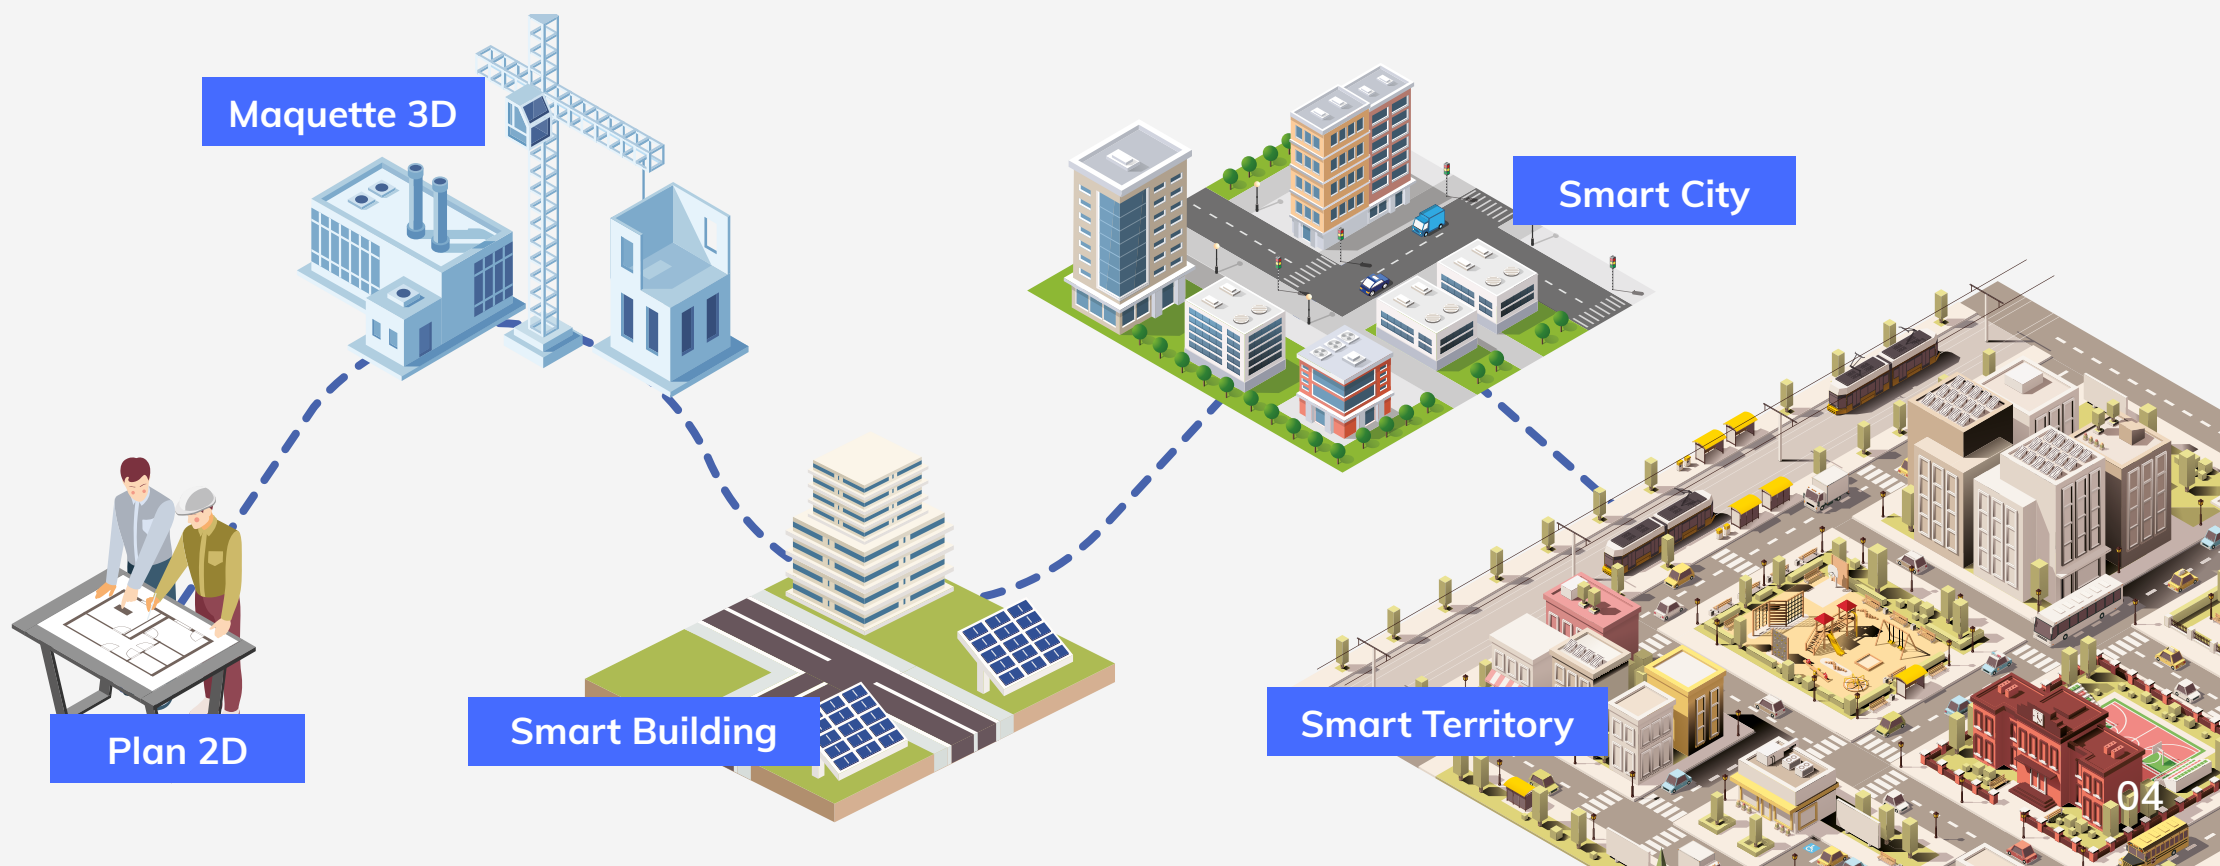 Maquette 3D
Smart City
Smart Building
Smart Territory
Plan 2D
04